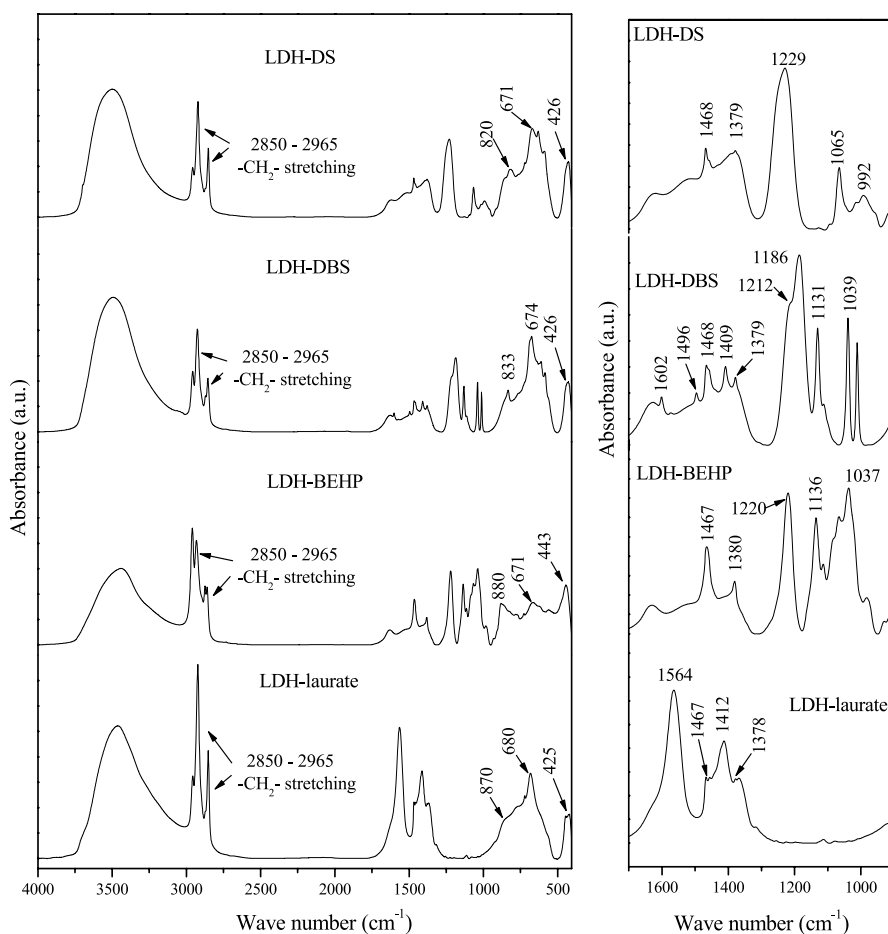 LDH-DS
2850 - 2965
-CH₂- stretching
820
671
426
LDH-DBS
2850 - 2965
-CH₂- stretching
833
674
426
LDH-BEHP
2850 - 2965
-CH₂- stretching
880
671
443
LDH-laurate
2850 - 2965
-CH₂- stretching
870
680
425
Absorbance (a.u.)
4000 3500 3000 2500 2000 1500 1000 500
Wave number (cm⁻¹)
LDH-DS
1468
1379
1229
1065
992
LDH-DBS
1602
1496
1468
1409
1379
1212
1186
1131
1039
LDH-BEHP
1467
1380
1220
1136
1037
LDH-laurate
1564
1467
1412
1378
Absorbance (a.u.)
1600 1400 1200 1000
Wave number (cm⁻¹)